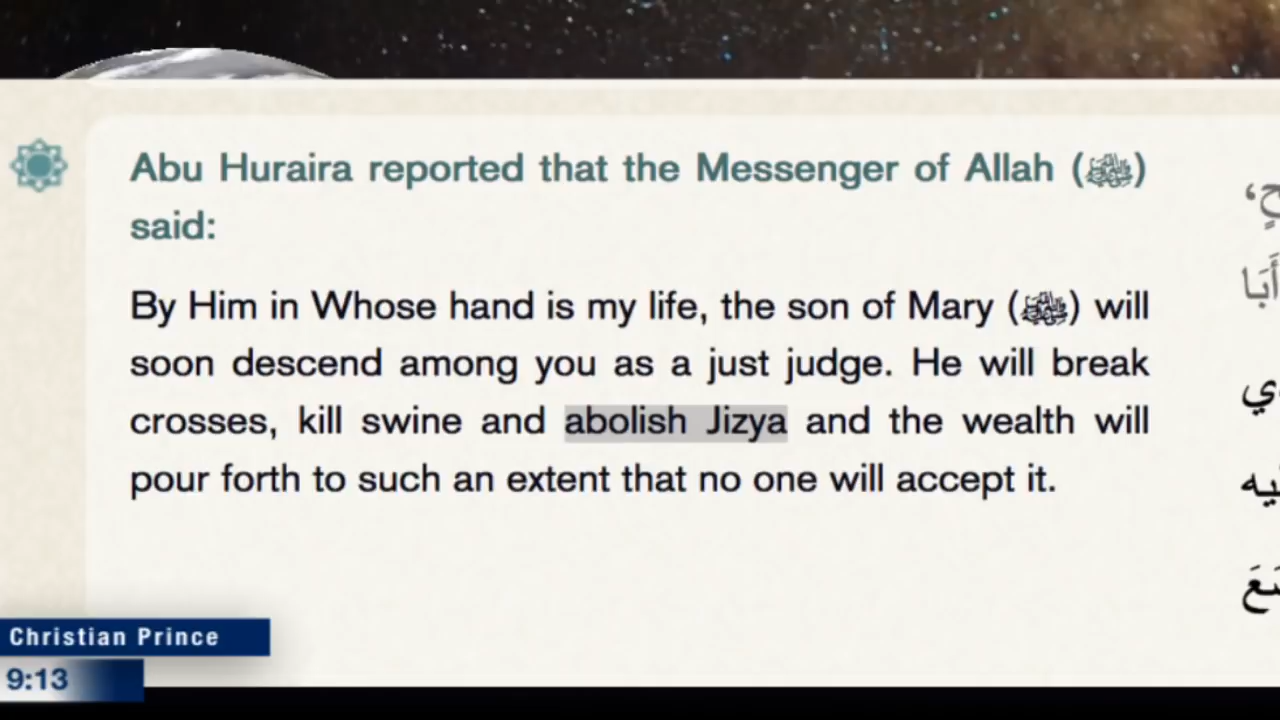 Abu Huraira reported that the Messenger of Allah (ﷺ)
said:
By Him in Whose hand is my life, the son of Mary (ﷺ) will
soon descend among you as a just judge. He will break
crosses, kill swine and abolish Jizya and the wealth will
pour forth to such an extent that no one will accept it.
Christian Prince
9:13